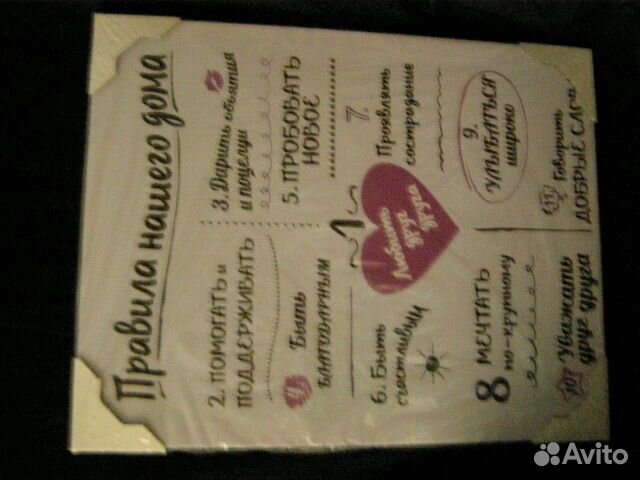 Правила нашего дома
2. ПОМОГАТЬ и
ПОДДЕРЖИВАТЬ
3. Дарить объятия
и поцелуи
4. Быть
БЛАГОДАРНЫМ
5. ПРОБОВАТЬ
НОВОЕ
1
Любить
друг
друга
6. Быть
счастливым
7.
Проявлять
сострадание
8 МЕЧТАТЬ
по-крупному
9.
УЛЫБАТЬСЯ
широко
10 Уважать
друг друга
11 Говорить
ДОБРЫЕ СЛОВА
Avito